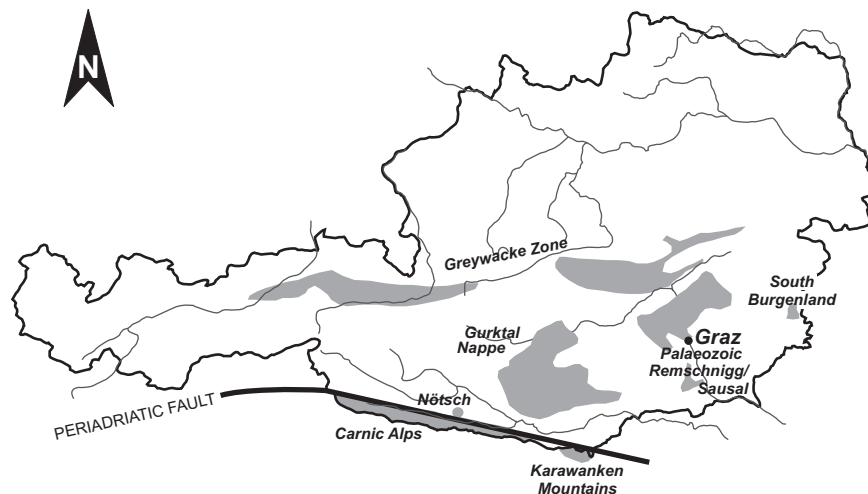 N
Greywacke Zone
South
Burgenland
Gurktal
Nappe
Graz
Palaeozoic
Remschnigg/
Sausal
PERIADRIATIC FAULT
Nötsch
Carnic Alps
Karawanken
Mountains